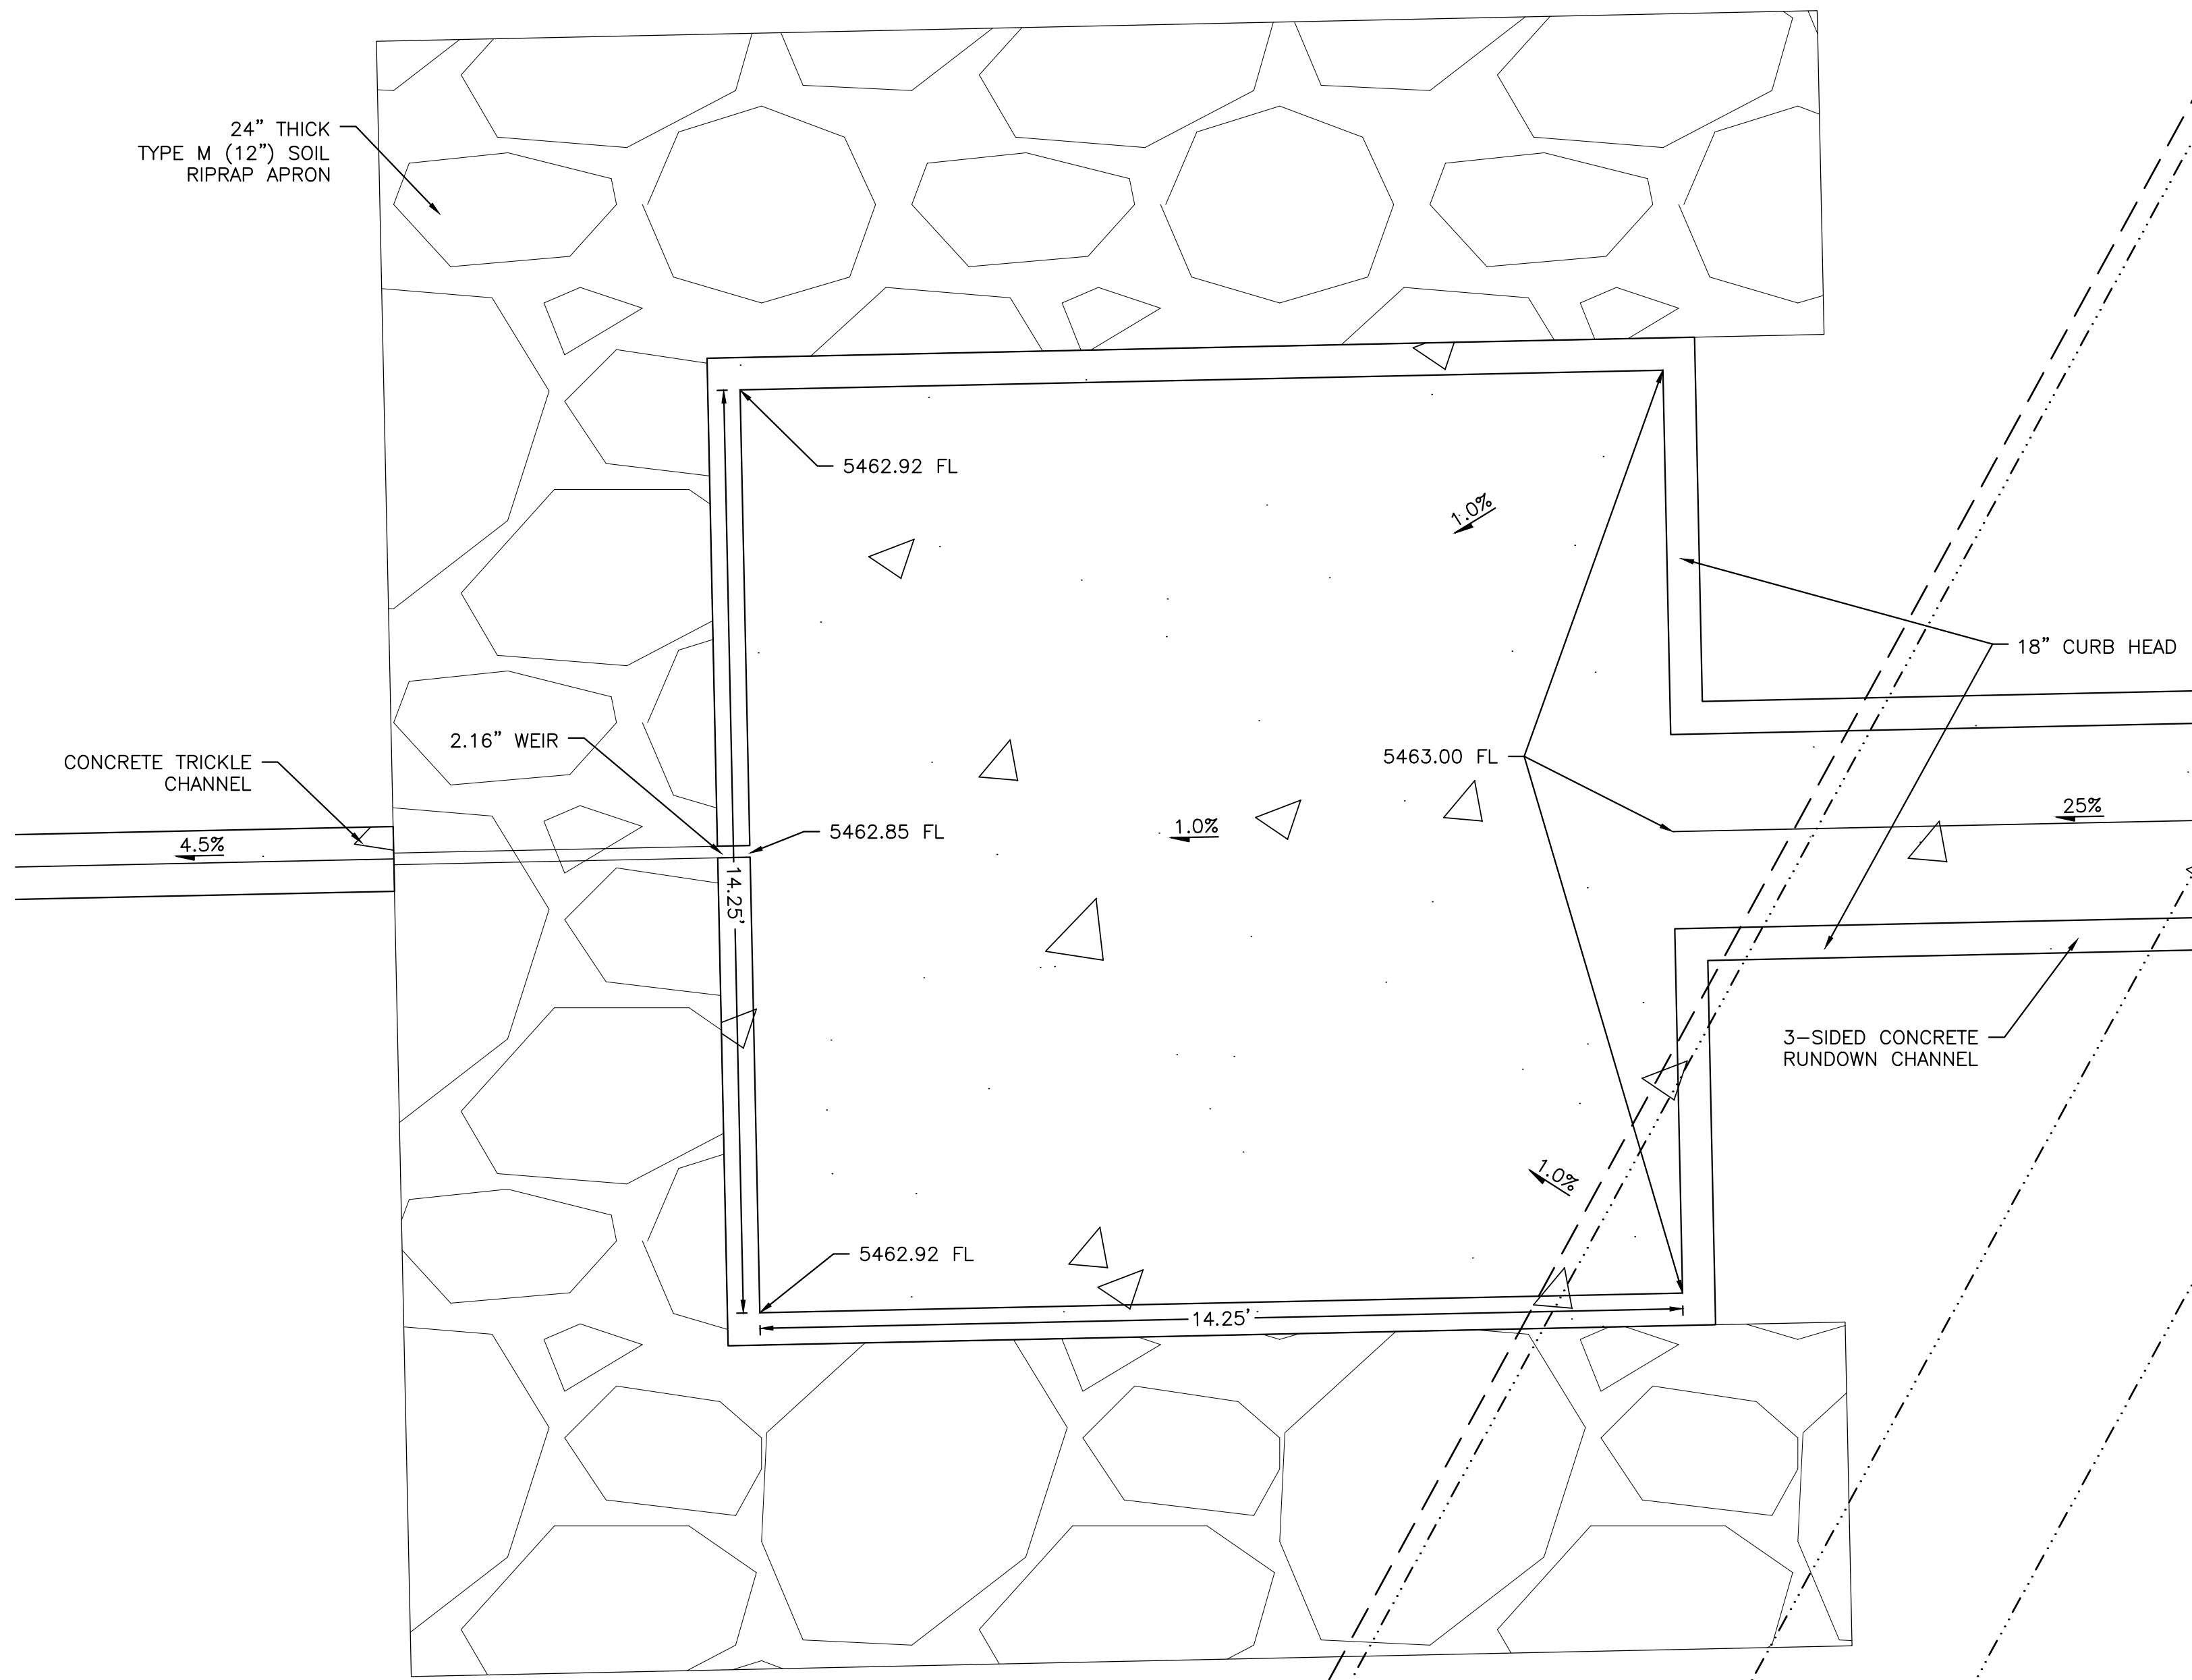 24” THICK
TYPE M (12”) SOIL
RIPRAP APRON
5462.92 FL
1.0%
18” CURB HEAD
2.16” WEIR
CONCRETE TRICKLE
CHANNEL
5463.00 FL
25%
1.0%
5462.85 FL
4.5%
14.25'
3-SIDED CONCRETE
RUNDOWN CHANNEL
1.0%
5462.92 FL
14.25'